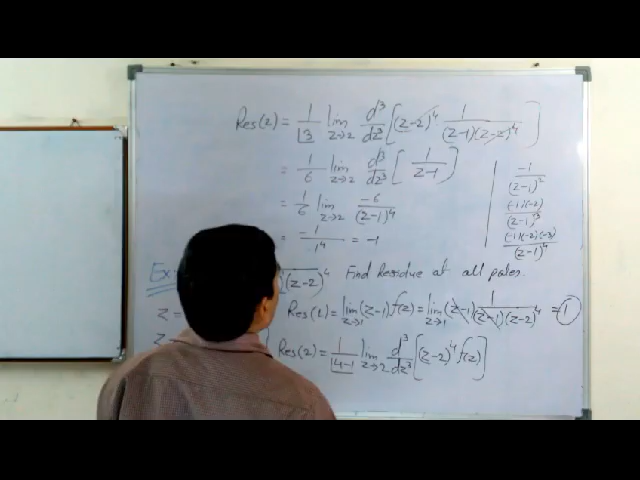 Res(2) = 1/⌊3 lim z→2 d³/dz³ [(z-2)⁴ 1/((z-1)(z-2)⁴)]
= 1/6 lim z→2 d³/dz³ [1/(z-1)]
= 1/6 lim z→2 -6/(z-1)⁴
= -1/1⁴ = -1
-1/(z-1)²
(-1)(-2)/(z-1)³
(-1)(-2)(-3)/(z-1)⁴
Ex: (z-2)⁴ Find Residue at all poles.
z =
Res(1) = lim z→1 (z-1) f(z) = lim z→1 (z-1) 1/((z-1)(z-2)⁴) = 1
z
Res(2) = 1/⌊4-1 lim z→2 d³/dz³ [(z-2)⁴ f(z)]